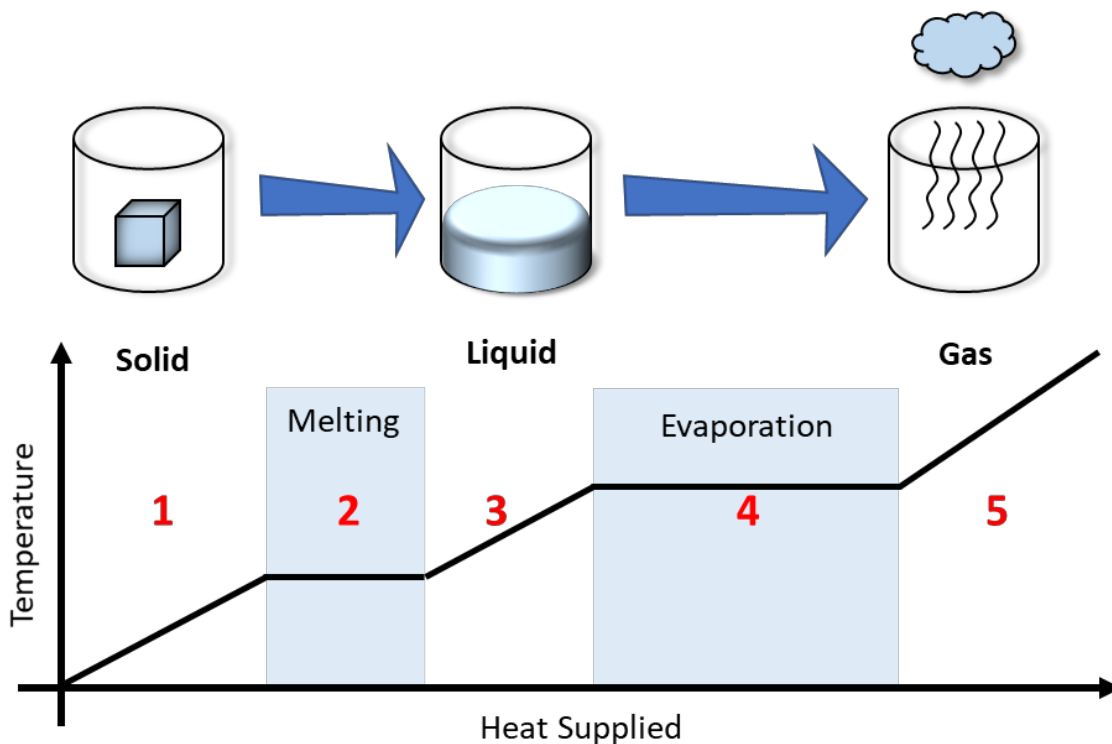 Solid
Liquid
Gas
Melting
Evaporation
1
2
3
4
5
Temperature
Heat Supplied